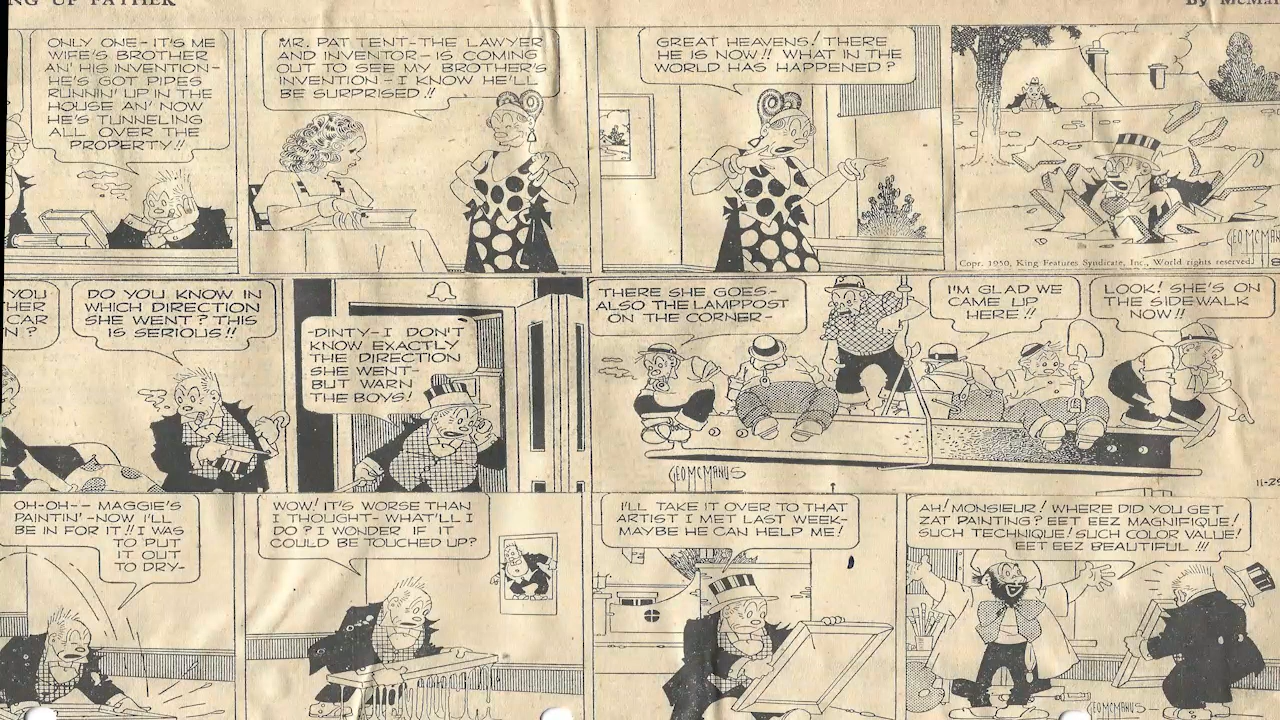 NG UP FATHER
By McMa
ONLY ONE-IT'S ME
WIFE'S BROTHER
AN' HIS INVENTION-
HE'S GOT PIPES
RUNNIN' UP IN THE
HOUSE AN' NOW
HE'S TUNNELING
ALL OVER THE
PROPERTY!!
MR. PAT TENT-THE LAWYER
AND INVENTOR-IS COMING
OUT TO SEE MY BROTHER'S
INVENTION-I KNOW HE'LL
BE SURPRISED!!
GREAT HEAVENS! THERE
HE IS NOW!! WHAT IN THE
WORLD HAS HAPPENED?
GEO MCMAN
Copr. 1950, King Features Syndicate, Inc., World rights reserved.
YOU
THER
CAR
N?
DO YOU KNOW IN
WHICH DIRECTION
SHE WENT? THIS
IS SERIOUS!!
-DINTY-I DON'T
KNOW EXACTLY
THE DIRECTION
SHE WENT-
BUT WARN
THE BOYS!
THERE SHE GOES-
ALSO THE LAMPPOST
ON THE CORNER-
I'M GLAD WE
CAME UP
HERE!!
LOOK! SHE'S ON
THE SIDEWALK
NOW!!
GEO MCMANUS
11-29
OH-OH-- MAGGIE'S
PAINTIN'-NOW I'LL
BE IN FOR IT!! I WAS
TO PUT
IT OUT
TO DRY-
WOW! IT'S WORSE THAN
I THOUGHT-WHAT'LL I
DO? I WONDER IF IT
COULD BE TOUCHED UP?
I'LL TAKE IT OVER TO THAT
ARTIST I MET LAST WEEK-
MAYBE HE CAN HELP ME!
AH! MONSIEUR! WHERE DID YOU GET
ZAT PAINTING? EET EEZ MAGNIFIQUE!
SUCH TECHNIQUE! SUCH COLOR VALUE!
EET EEZ BEAUTIFUL!!!
GEO MCMANUS